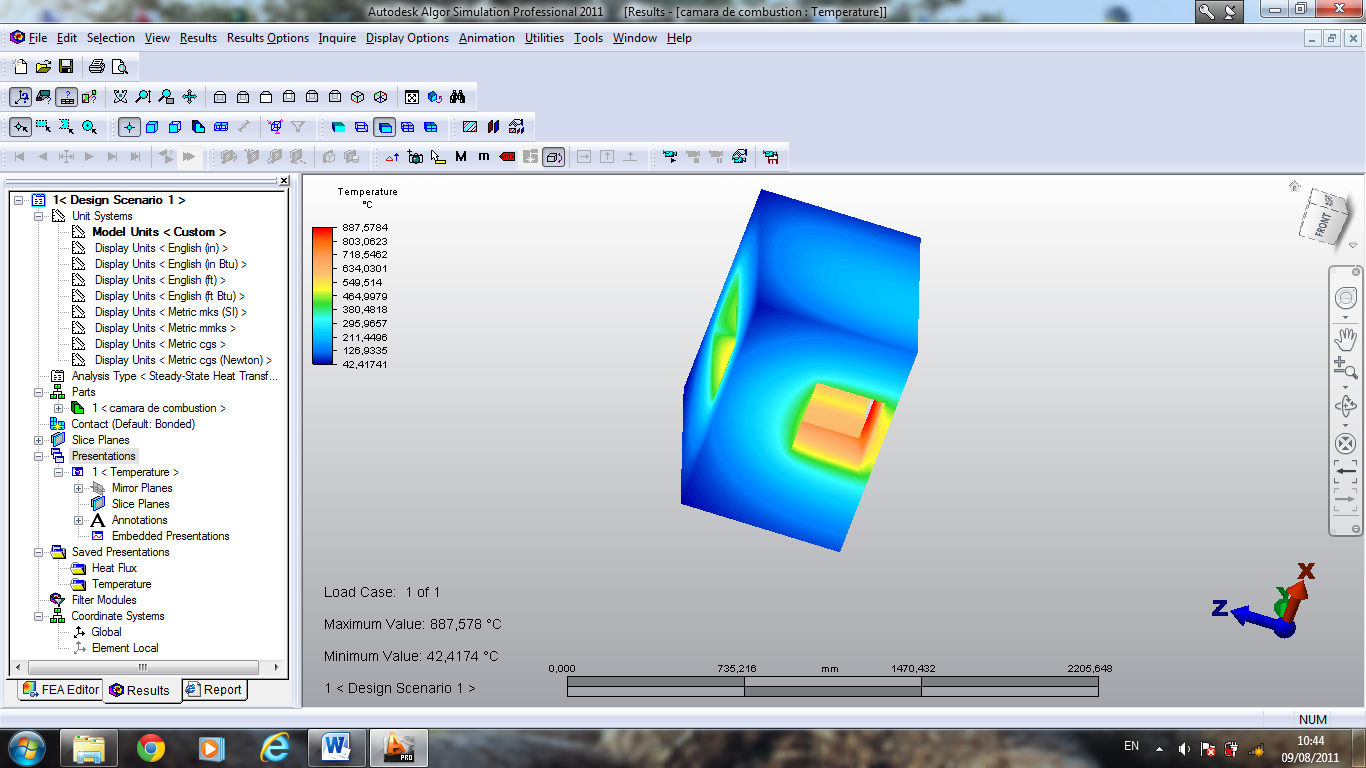 Autodesk Algor Simulation Professional 2011 [Results - [camara de combustion : Temperature]]
File Edit Selection View Results Results Options Inquire Display Options Animation Utilities Tools Window Help
M m
1< Design Scenario 1 >
Unit Systems
Model Units < Custom >
Display Units < English (in) >
Display Units < English (in Btu) >
Display Units < English (ft) >
Display Units < English (ft Btu) >
Display Units < Metric mks (SI) >
Display Units < Metric mmks >
Display Units < Metric cgs >
Display Units < Metric cgs (Newton) >
Analysis Type < Steady-State Heat Transf...
Parts
1 < camara de combustion >
Contact (Default: Bonded)
Slice Planes
Presentations
1 < Temperature >
Mirror Planes
Slice Planes
A Annotations
Embedded Presentations
Saved Presentations
Heat Flux
Temperature
Filter Modules
Coordinate Systems
Global
Element Local
FEA Editor Results Report
Temperature
°C
887,5784
803,0623
718,5462
634,0301
549,514
464,9979
380,4818
295,9657
211,4496
126,9335
42,41741
FRONT
X
Y
Z
Load Case: 1 of 1
Maximum Value: 887,578 °C
Minimum Value: 42,4174 °C
1 < Design Scenario 1 >
0,000 735,216 mm 1470,432 2205,648
NUM
W PRO
EN
10:44
09/08/2011